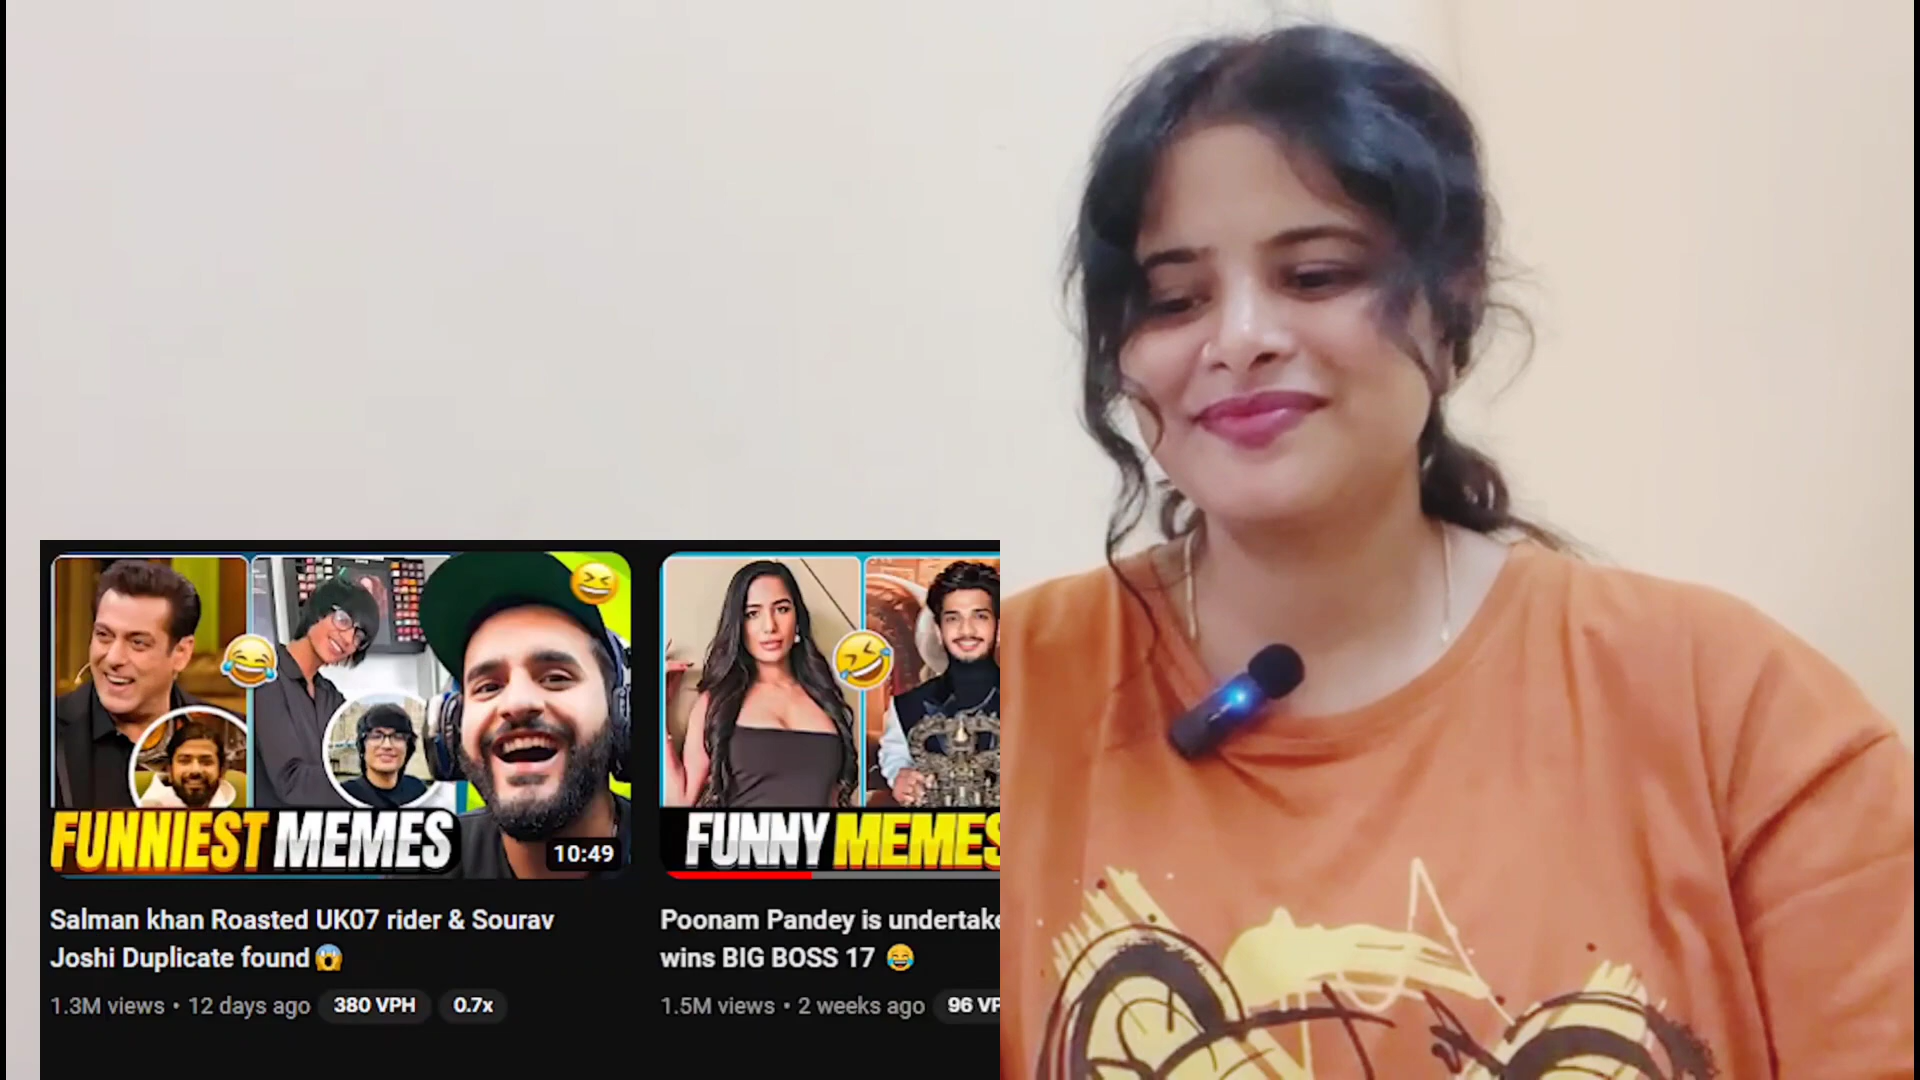 FUNNIEST MEMES
10:49
Salman khan Roasted UK07 rider & Sourav
Joshi Duplicate found 😱
1.3M views • 12 days ago 380 VPH 0.7x
FUNNY MEMES
Poonam Pandey is undertake
wins BIG BOSS 17 😂
1.5M views • 2 weeks ago 96 VP